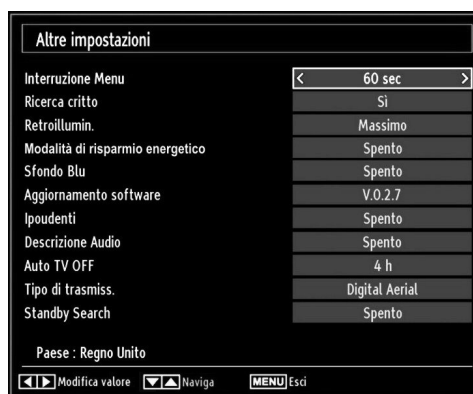 Altre impostazioni
Interruzione Menu < 60 sec >
Ricerca critto Sì
Retroillumin. Massimo
Modalità di risparmio energetico Spento
Sfondo Blu Spento
Aggiornamento software V.0.2.7
Ipoudenti Spento
Descrizione Audio Spento
Auto TV OFF 4 h
Tipo di trasmiss. Digital Aerial
Standby Search Spento
Paese : Regno Unito
Modifica valore Naviga MENU Esci